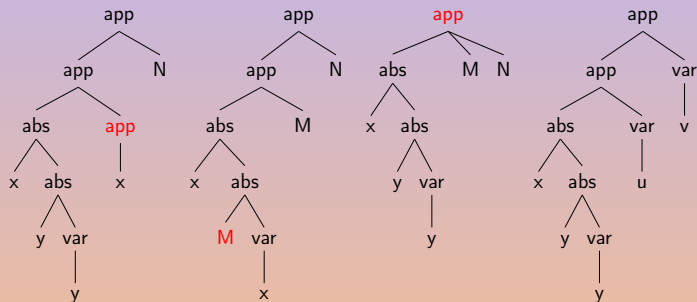 app app app app
app N app N abs M N app var
abs app abs M x abs abs var v
x abs x x abs y var x abs u
y var M var y y var
y x y